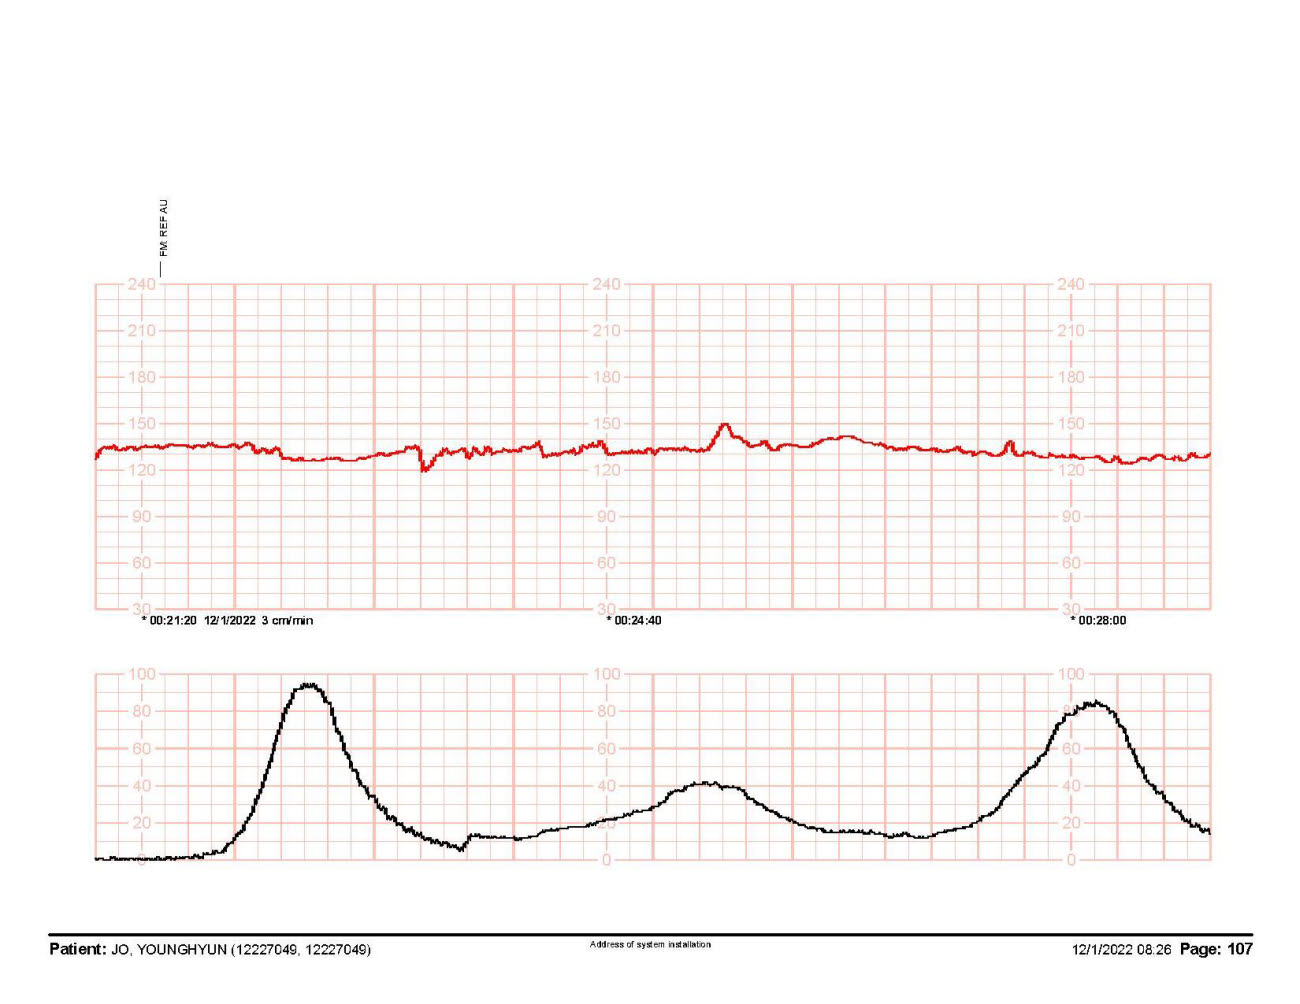 FM: REF AU
240 240 240
210 210 210
180 180 180
150 150 150
120 120 120
90 90 90
60 60 60
30 30 30
* 00:21:20 12/1/2022 3 cm/min * 00:24:40 * 00:28:00
100 100 100
80 80 80
60 60 60
40 40 40
20 20 20
0 0 0
Patient: JO, YOUNGHYUN (12227049, 12227049) Address of system installation 12/1/2022 08:26 Page: 107